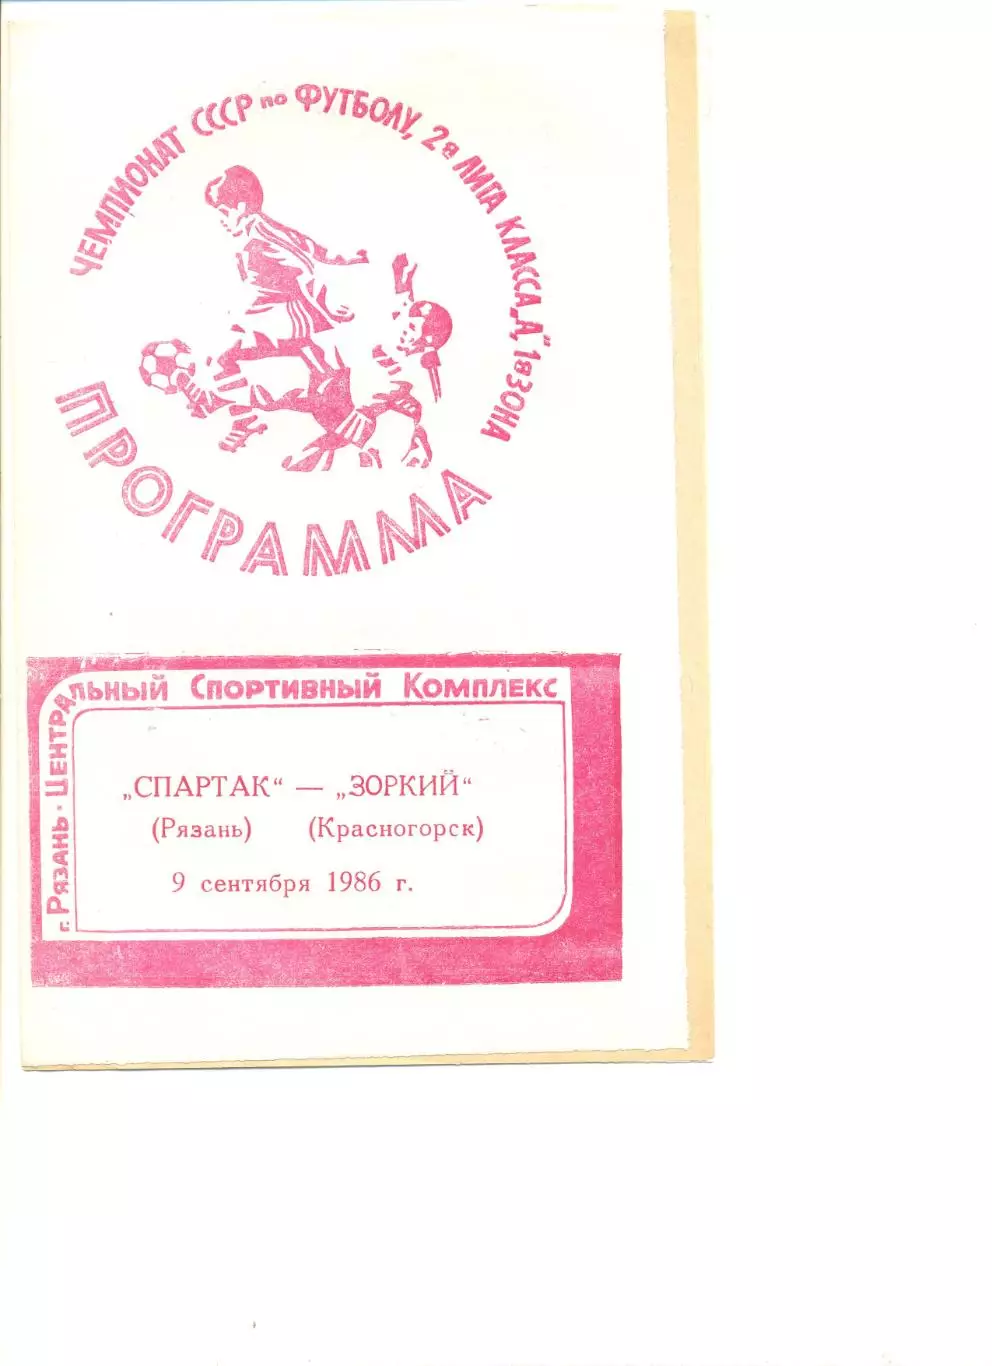 ЧЕМПИОНАТ СССР по ФУТБОЛУ, 2я ЛИГА КЛАССА „А“ 1я ЗОНА
ПРОГРАММА
г. Рязань · Центральный Спортивный Комплекс
„СПАРТАК“ — „ЗОРКИЙ“
(Рязань) (Красногорск)
9 сентября 1986 г.